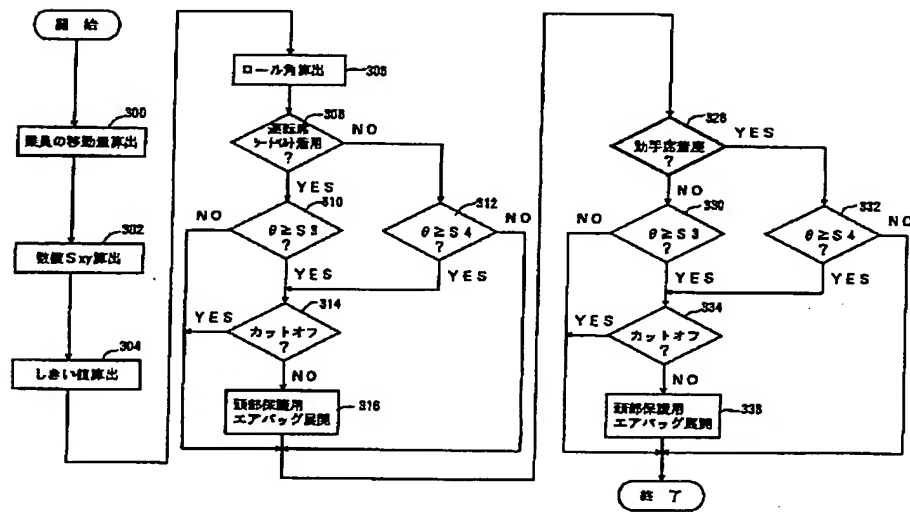 開 始
300
乗員の移動量算出
302
数値Sxy算出
304
しきい値算出
ロール角算出
308
運転席
シートベルト着用
?
NO
YES
310
θ≧S3
?
NO
YES
312
θ≧S4
?
NO
YES
314
カットオフ
?
YES
NO
316
頭部保護用
エアバッグ展開
328
助手席着座
?
YES
NO
330
θ≧S3
?
NO
YES
332
θ≧S4
?
NO
YES
334
カットオフ
?
YES
NO
頭部保護用
エアバッグ展開
終 了